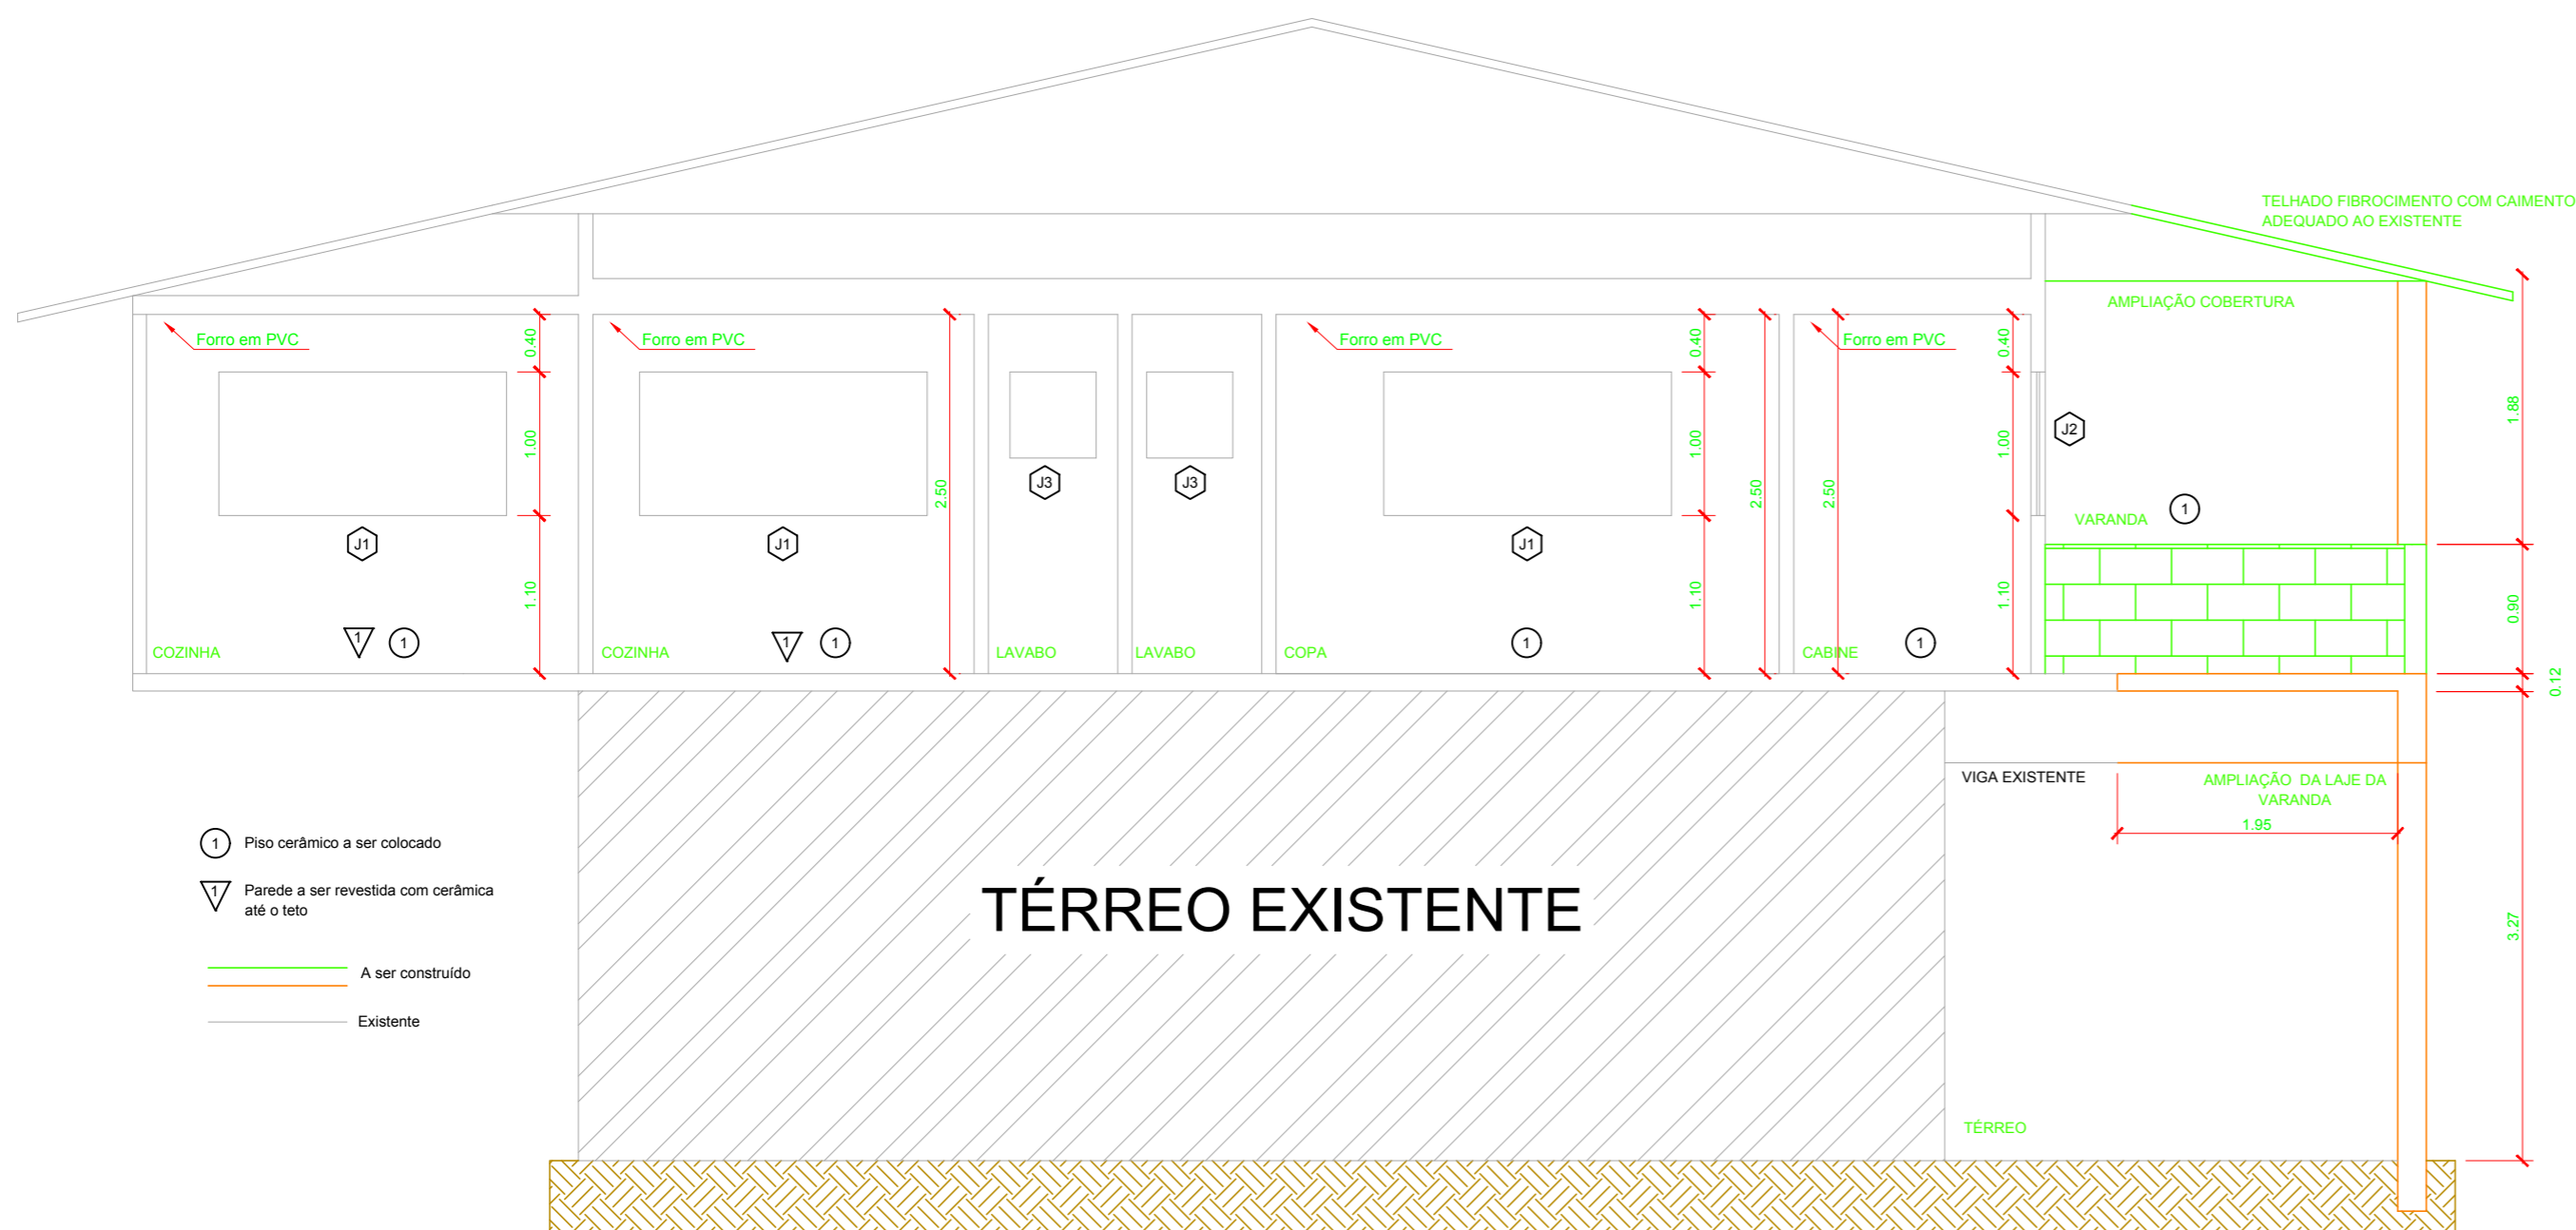 TELHADO FIBROCIMENTO COM CAIMENTO
ADEQUADO AO EXISTENTE
AMPLIAÇÃO COBERTURA
Forro em PVC
Forro em PVC
Forro em PVC
Forro em PVC
0.40
0.40
0.40
1.00
2.50
1.00
2.50
2.50
1.00
1.88
J2
J3
J3
1
VARANDA
J1
J1
J1
1.10
1.10
1.10
0.90
1
1
1
1
1
1
COZINHA
COZINHA
LAVABO
LAVABO
COPA
CABINE
0.12
VIGA EXISTENTE
AMPLIAÇÃO DA LAJE DA
VARANDA
1.95
1 Piso cerâmico a ser colocado
1 Parede a ser revestida com cerâmica
até o teto
TÉRREO EXISTENTE
3.27
A ser construído
Existente
TÉRREO